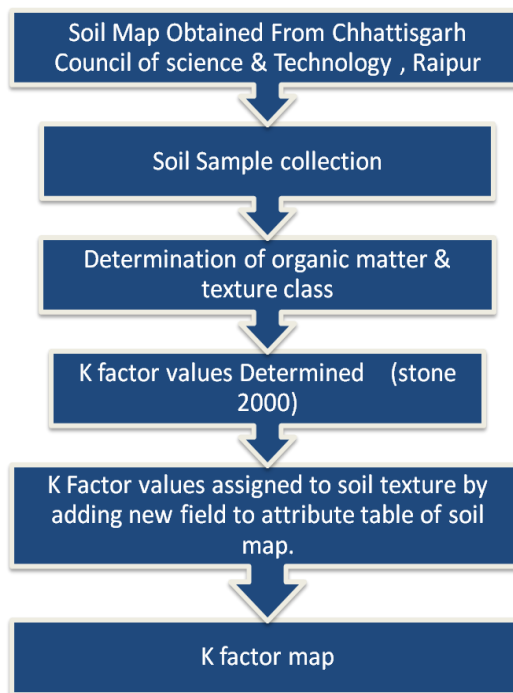 Soil Map Obtained From Chhattisgarh
Council of science & Technology , Raipur
Soil Sample collection
Determination of organic matter &
texture class
K factor values Determined (stone
2000)
K Factor values assigned to soil texture by
adding new field to attribute table of soil
map.
K factor map